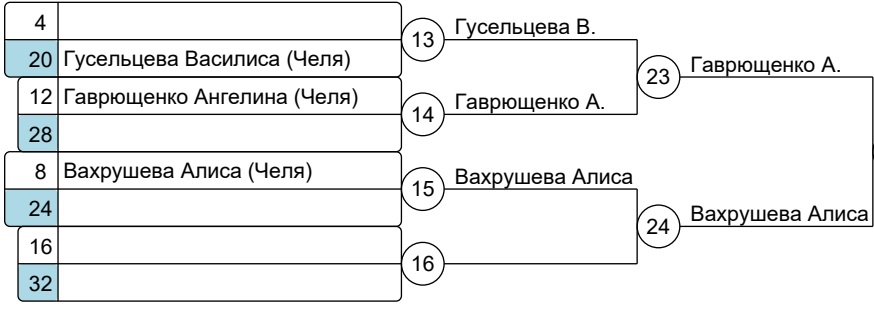 4
20 Гусельцева Василиса (Челя)
12 Гаврющенко Ангелина (Челя)
28
8 Вахрушева Алиса (Челя)
24
16
32
13
Гусельцева В.
14
Гаврющенко А.
15
Вахрушева Алиса
16
23
Гаврющенко А.
24
Вахрушева Алиса